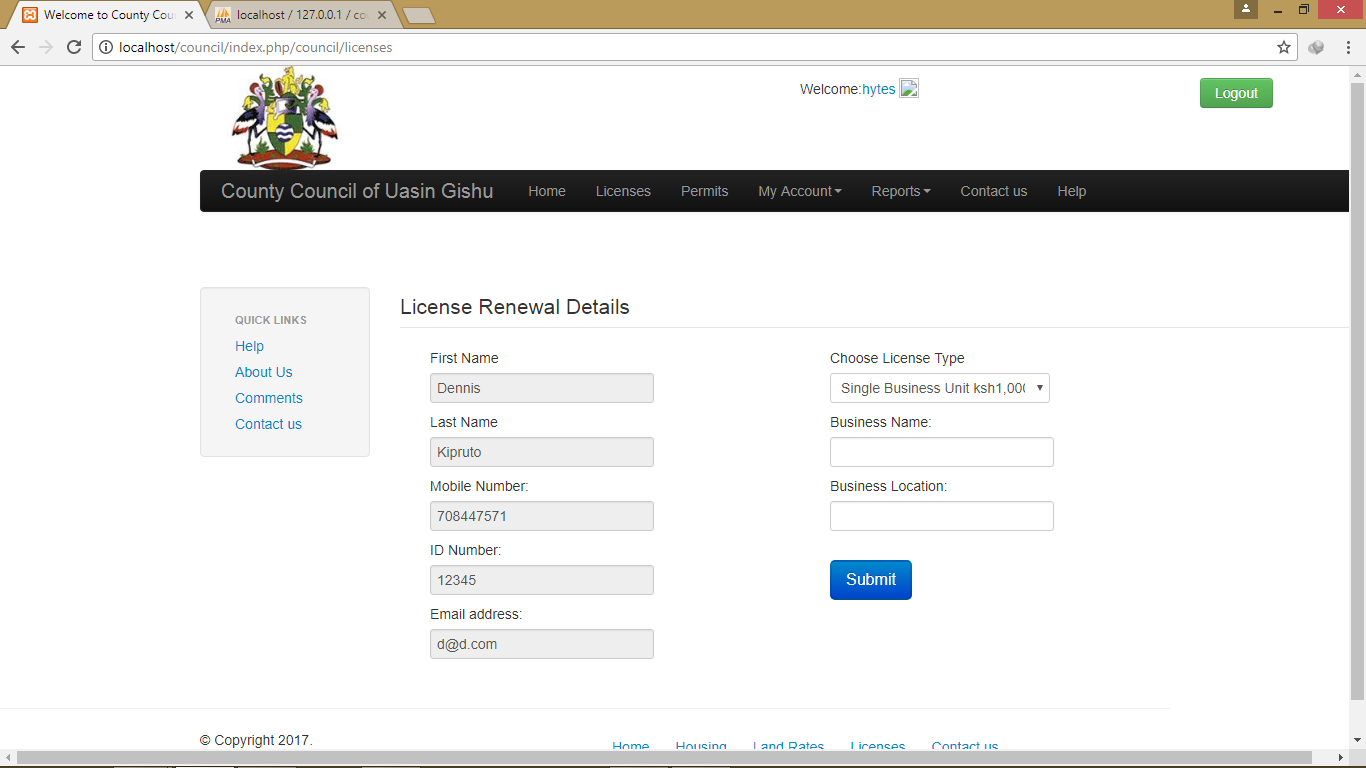 Welcome to County Cou
localhost / 127.0.0.1 / co
localhost/council/index.php/council/licenses
Welcome:hytes
Logout
County Council of Uasin Gishu Home Licenses Permits My Account Reports Contact us Help
QUICK LINKS
Help
About Us
Comments
Contact us
License Renewal Details
First Name
Dennis
Last Name
Kipruto
Mobile Number:
708447571
ID Number:
12345
Email address:
d@d.com
Choose License Type
Single Business Unit ksh1,000
Business Name:
Business Location:
Submit
© Copyright 2017.
Home Housing Land Rates Licenses Contact us